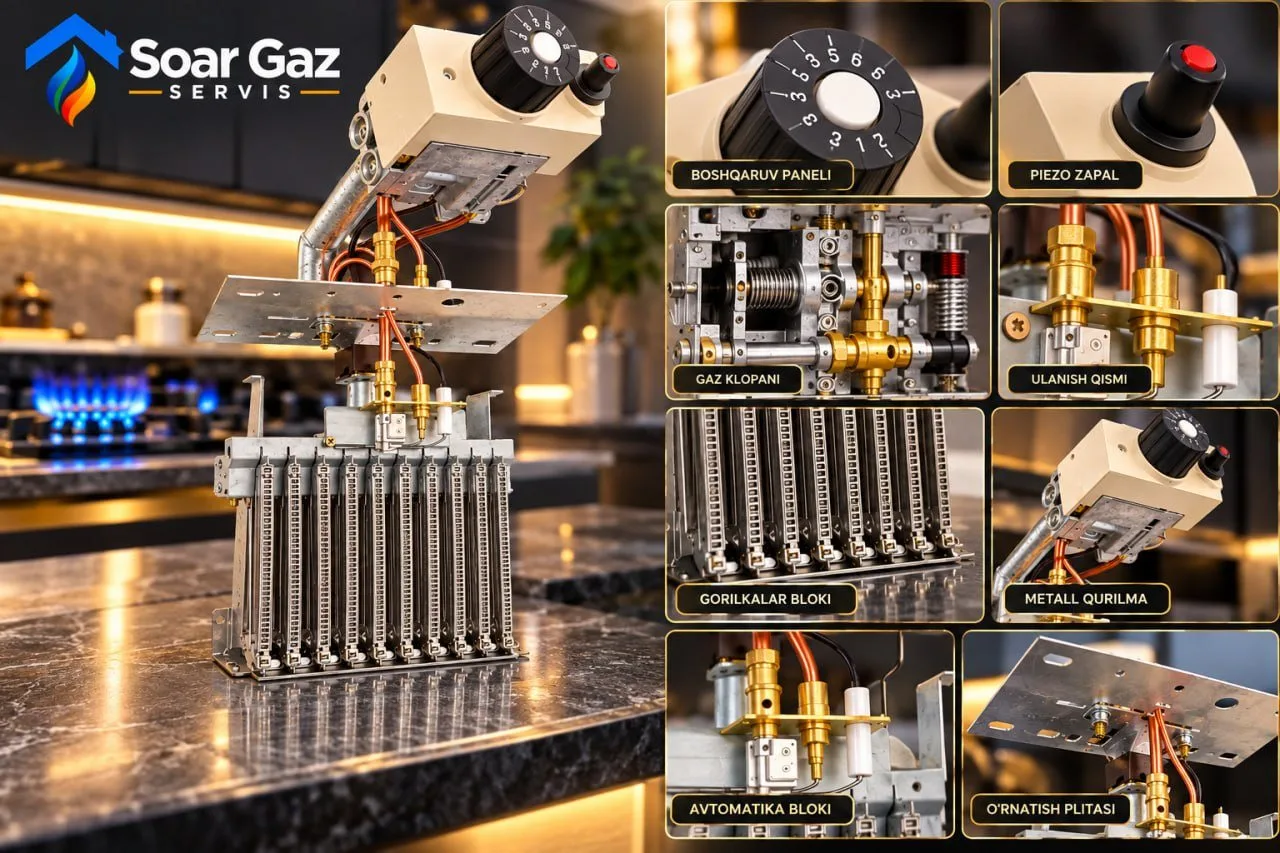 Soar Gaz
SERVIS
BOSHQARUV PANELI
PIEZO ZAPAL
GAZ KLOPANI
ULANISH QISMI
GORILKALAR BLOKI
METALL QURILMA
AVTOMATIKA BLOKI
O'RNATISH PLITASI